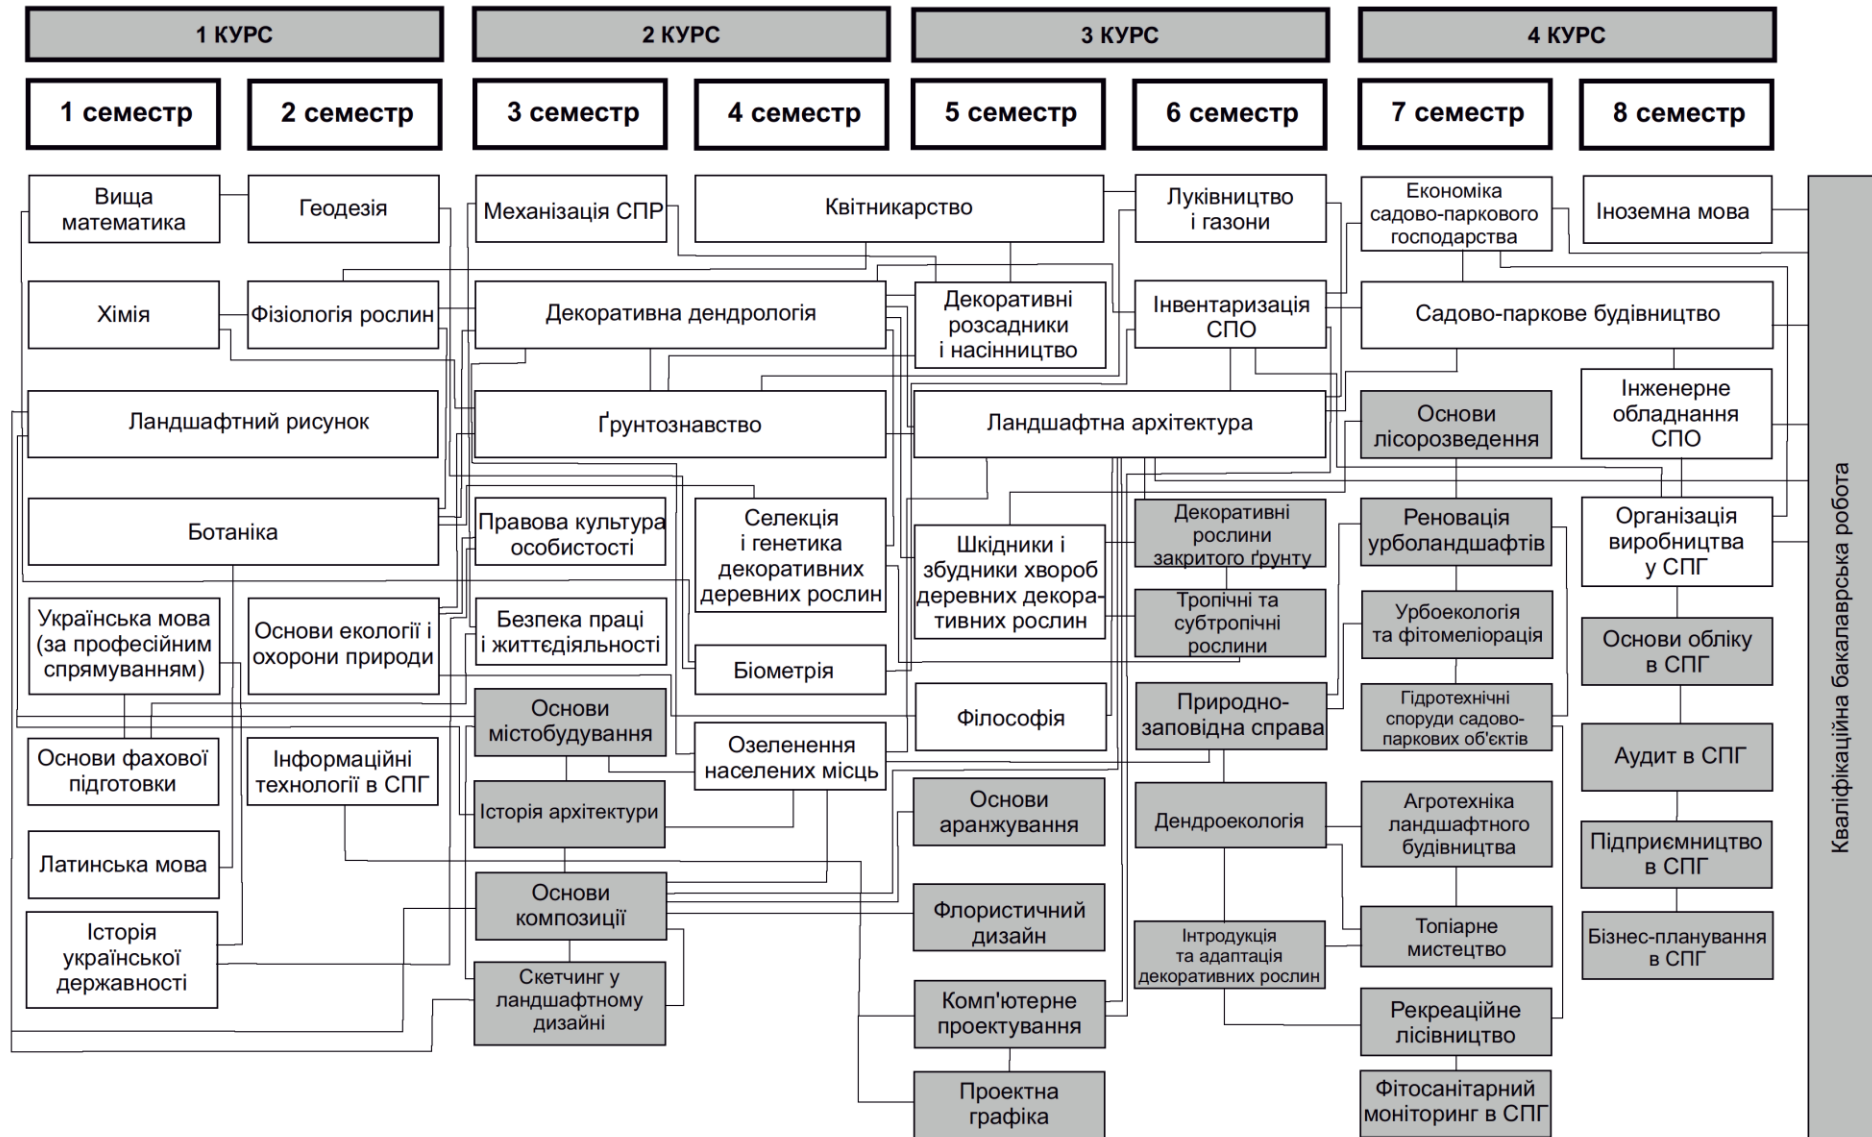 1 КУРС
2 КУРС
3 КУРС
4 КУРС
1 семестр
2 семестр
3 семестр
4 семестр
5 семестр
6 семестр
7 семестр
8 семестр
Вища
математика
Геодезія
Механізація СПР
Квітникарство
Луківництво
і газони
Економіка
садово-паркового
господарства
Іноземна мова
Хімія
Фізіологія рослин
Декоративна дендрологія
Декоративні
розсадники
і насінництво
Інвентаризація
СПО
Садово-паркове будівництво
Ландшафтний рисунок
Ґрунтознавство
Ландшафтна архітектура
Основи
лісорозведення
Інженерне
обладнання
СПО
Ботаніка
Правова культура
особистості
Селекція
і генетика
декоративних
деревних рослин
Шкідники і
збудники хвороб
деревних декора-
тивних рослин
Декоративні
рослини
закритого ґрунту
Реновація
урболандшафтів
Організація
виробництва
у СПГ
Українська мова
(за професійним
спрямуванням)
Основи екології і
охорони природи
Безпека праці
і життєдіяльності
Біометрія
Тропічні та
субтропічні
рослини
Урбоекологія
та фітомеліорація
Основи обліку
в СПГ
Основи
містобудування
Філософія
Природно-
заповідна справа
Гідротехнічні
споруди садово-
паркових об'єктів
Основи фахової
підготовки
Інформаційні
технології в СПГ
Озеленення
населених місць
Аудит в СПГ
Історія архітектури
Основи
аранжування
Дендроекологія
Агротехніка
ландшафтного
будівництва
Латинська мова
Підприємництво
в СПГ
Основи
композиції
Флористичний
дизайн
Інтродукція
та адаптація
декоративних рослин
Топіарне
мистецтво
Бізнес-планування
в СПГ
Історія
української
державності
Скетчинг у
ландшафтному
дизайні
Комп'ютерне
проектування
Рекреаційне
лісівництво
Проектна
графіка
Фітосанітарний
моніторинг в СПГ
Кваліфікаційна бакалаврська робота